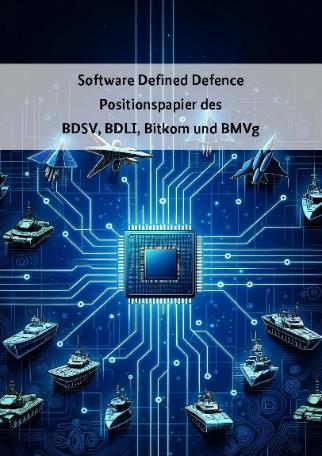 Software Defined Defence
Positionspapier des
BDSV, BDLI, Bitkom und BMVg